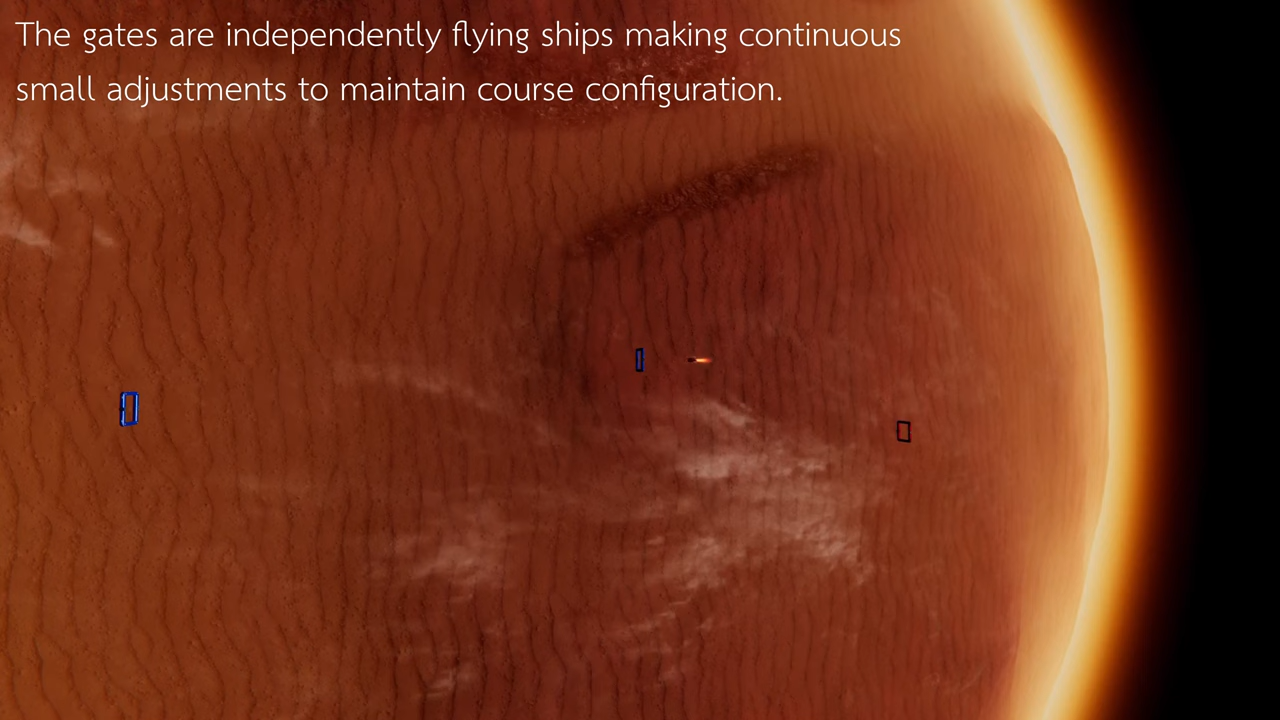 The gates are independently flying ships making continuous
small adjustments to maintain course configuration.